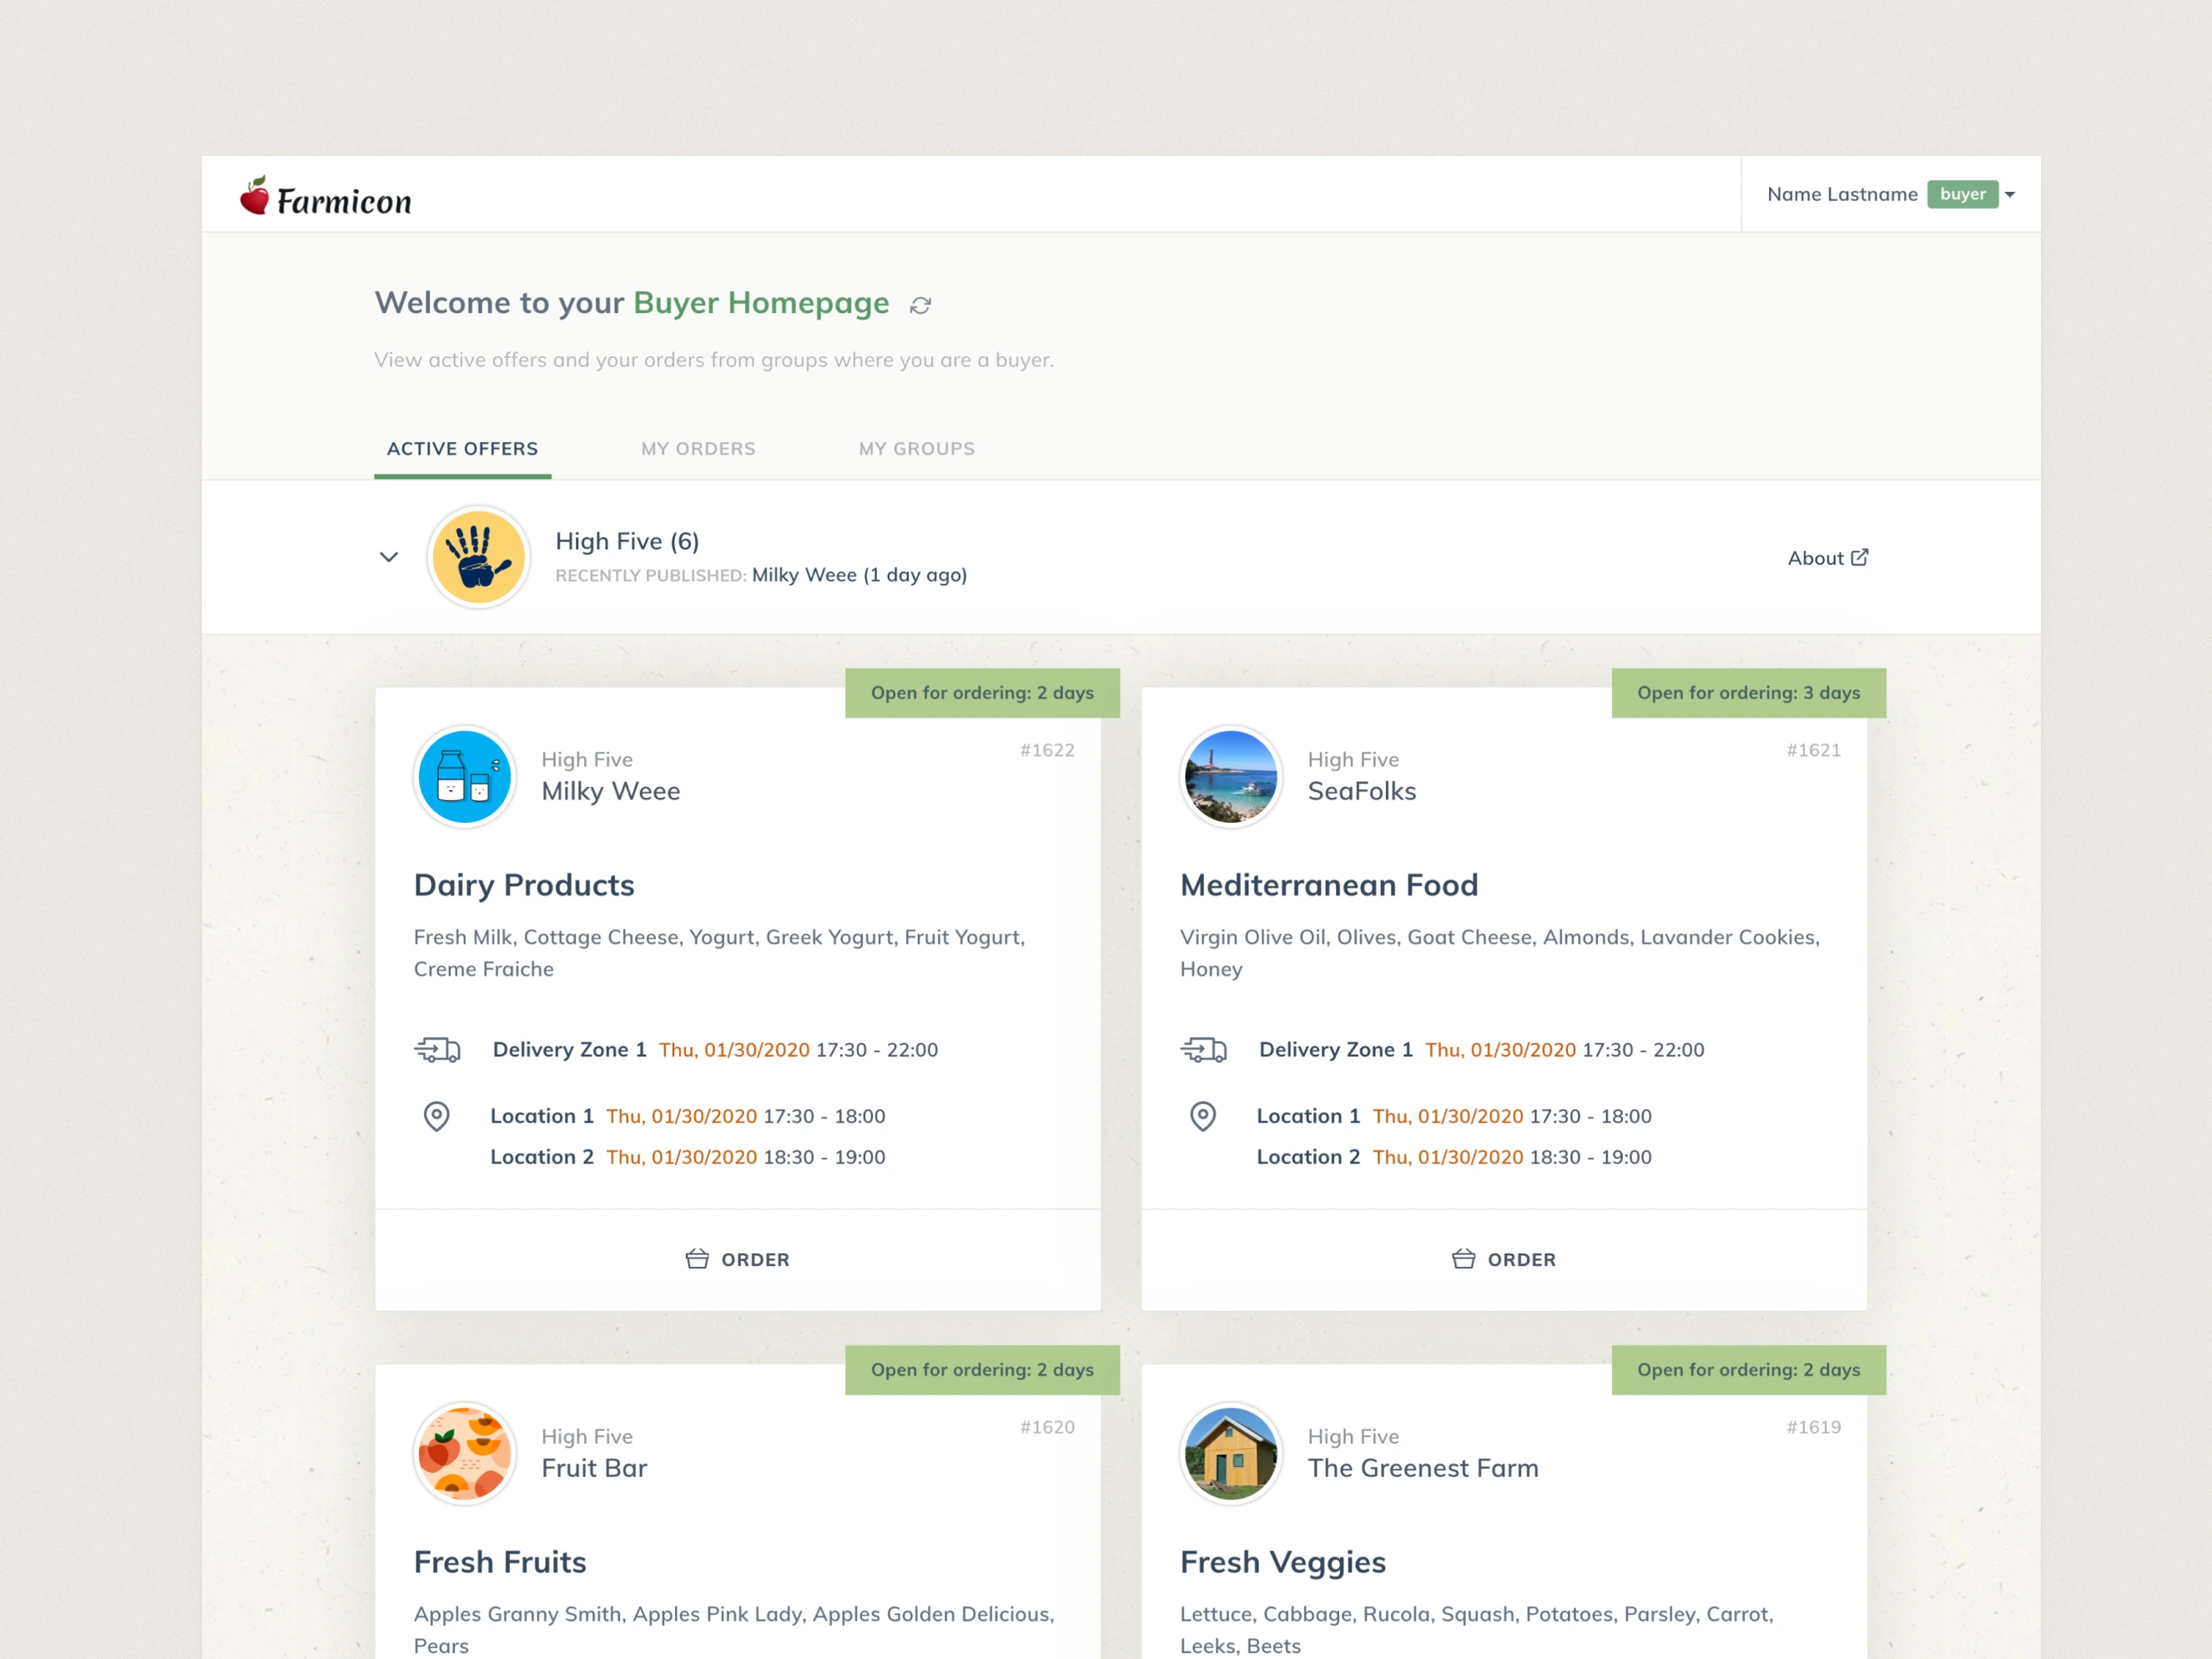 Farmicon
Name Lastname buyer
Welcome to your Buyer Homepage
View active offers and your orders from groups where you are a buyer.
ACTIVE OFFERS
MY ORDERS
MY GROUPS
High Five (6)
RECENTLY PUBLISHED: Milky Weee (1 day ago)
About
Open for ordering: 2 days
#1622
High Five
Milky Weee
Dairy Products
Fresh Milk, Cottage Cheese, Yogurt, Greek Yogurt, Fruit Yogurt,
Creme Fraiche
Delivery Zone 1 Thu, 01/30/2020 17:30 - 22:00
Location 1 Thu, 01/30/2020 17:30 - 18:00
Location 2 Thu, 01/30/2020 18:30 - 19:00
ORDER
Open for ordering: 3 days
#1621
High Five
SeaFolks
Mediterranean Food
Virgin Olive Oil, Olives, Goat Cheese, Almonds, Lavander Cookies,
Honey
Delivery Zone 1 Thu, 01/30/2020 17:30 - 22:00
Location 1 Thu, 01/30/2020 17:30 - 18:00
Location 2 Thu, 01/30/2020 18:30 - 19:00
ORDER
Open for ordering: 2 days
#1620
High Five
Fruit Bar
Fresh Fruits
Apples Granny Smith, Apples Pink Lady, Apples Golden Delicious,
Pears
Open for ordering: 2 days
#1619
High Five
The Greenest Farm
Fresh Veggies
Lettuce, Cabbage, Rucola, Squash, Potatoes, Parsley, Carrot,
Leeks, Beets